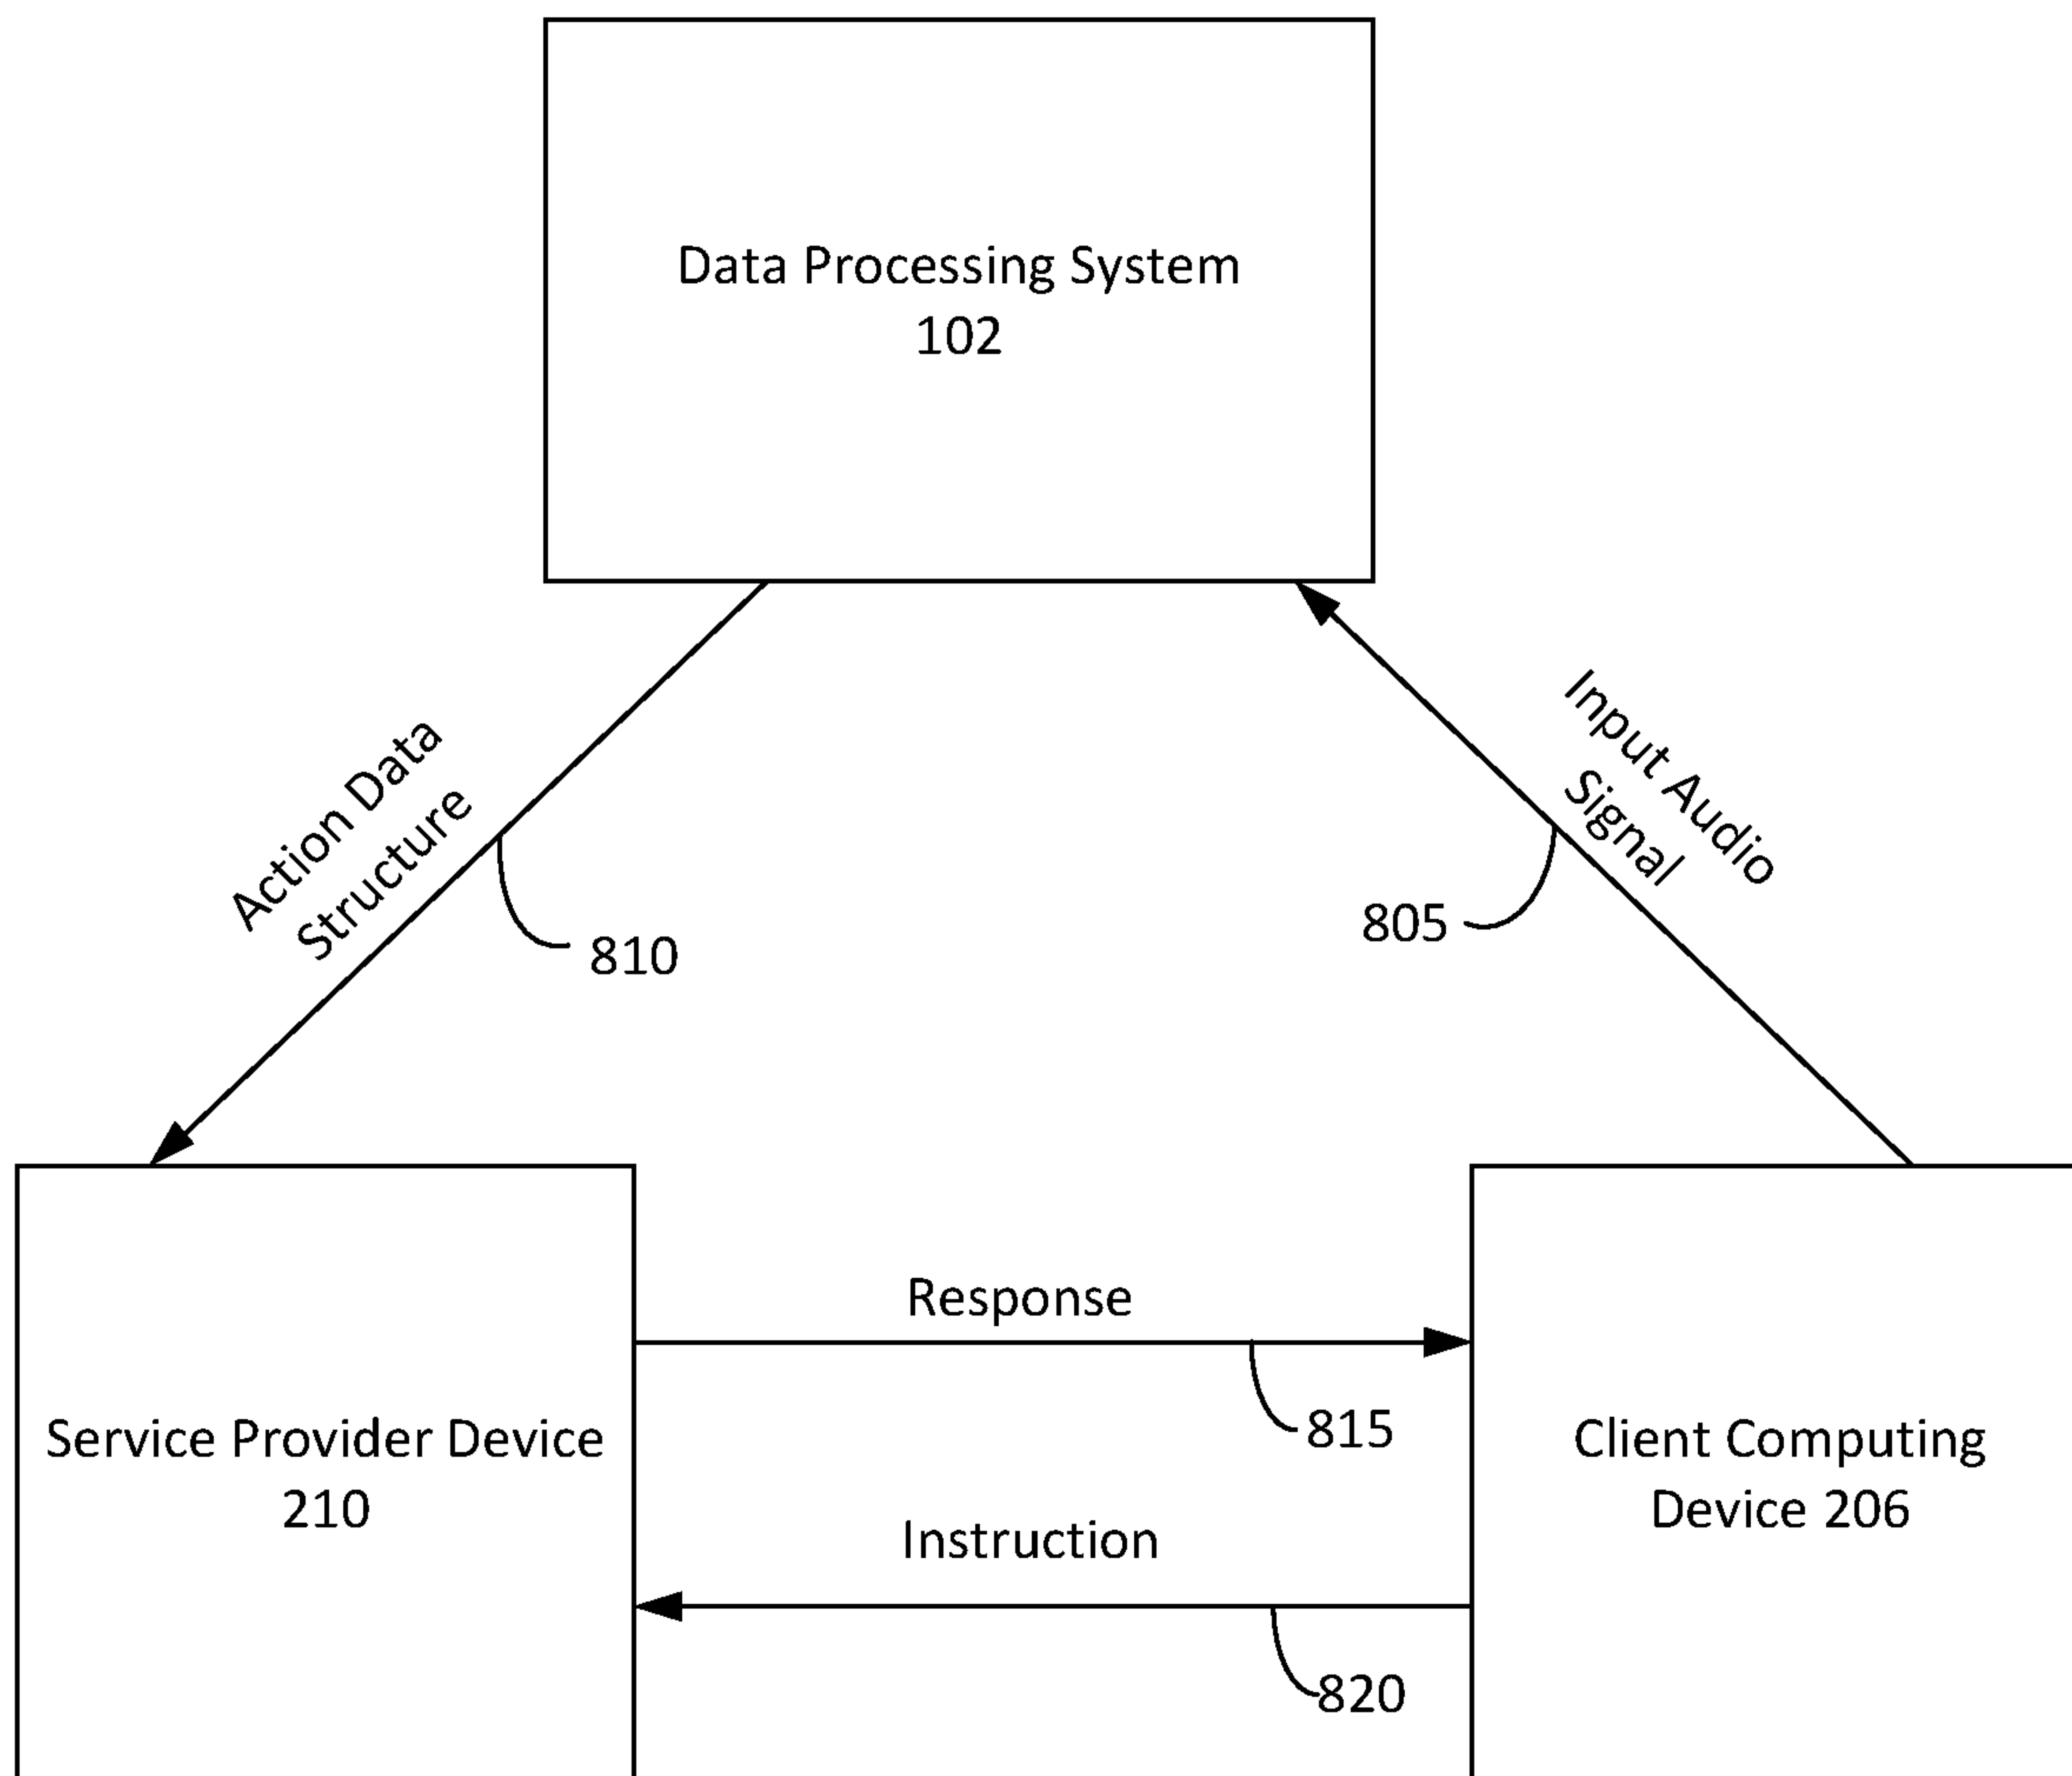 Data Processing System
102
Action Data
Structure
810
Input Audio
Signal
805
Response
815
Service Provider Device
210
Client Computing
Device 206
Instruction
820